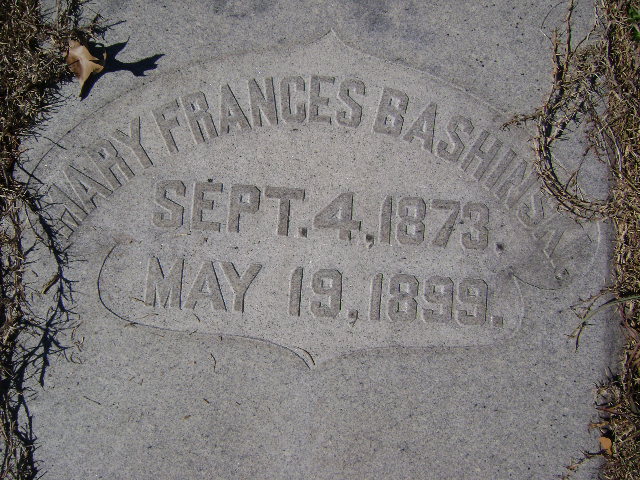 MARY FRANCES BASHINSKI.
SEPT. 4, 1873.
MAY 19, 1899.